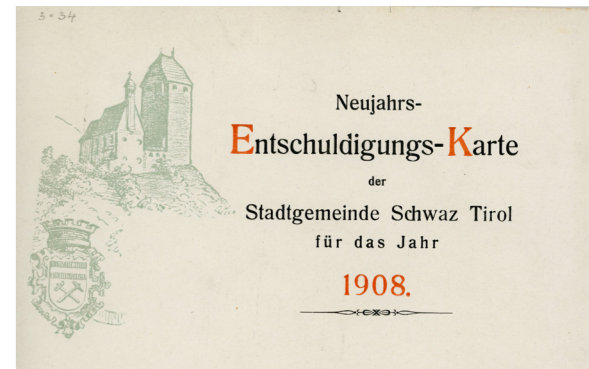 3 × 34
Neujahrs-
Entschuldigungs-Karte
der
Stadtgemeinde Schwaz Tirol
für das Jahr
1908.